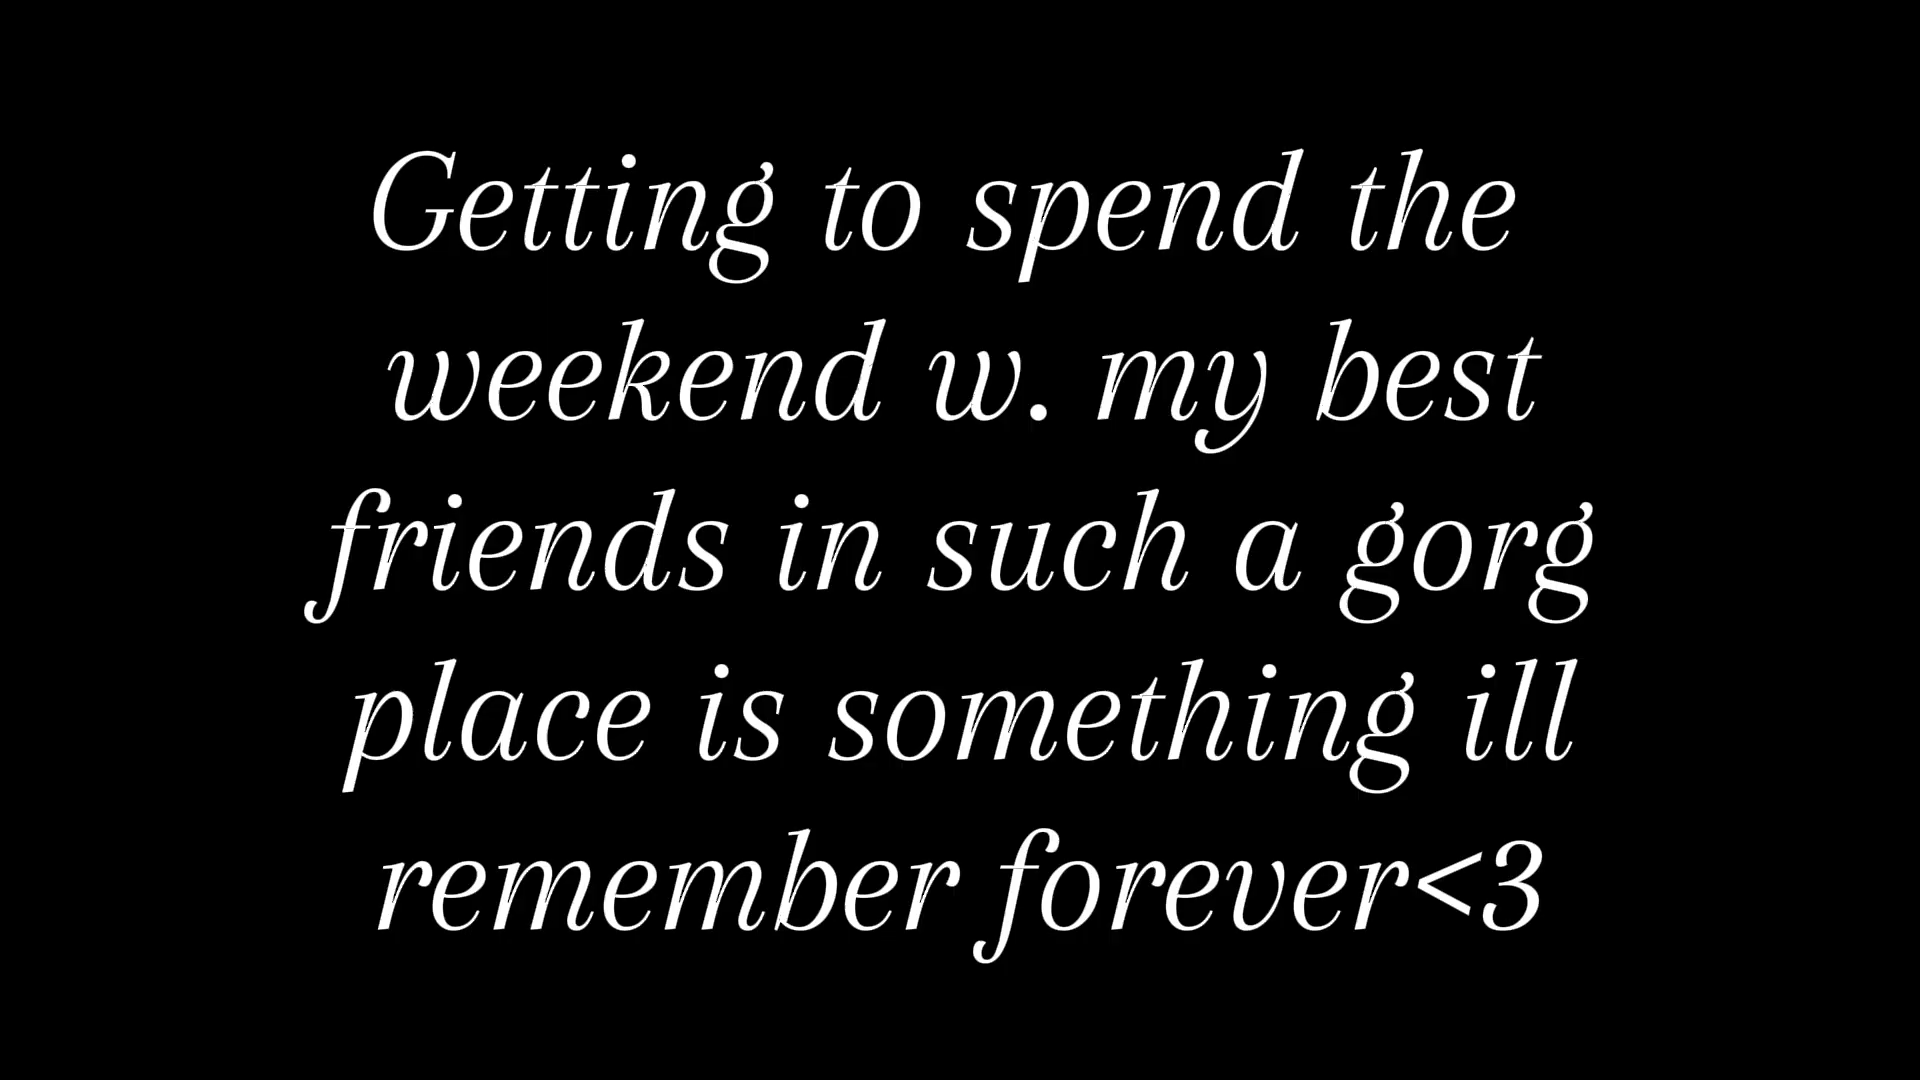 Getting to spend the
weekend w. my best
friends in such a gorg
place is something ill
remember forever<3